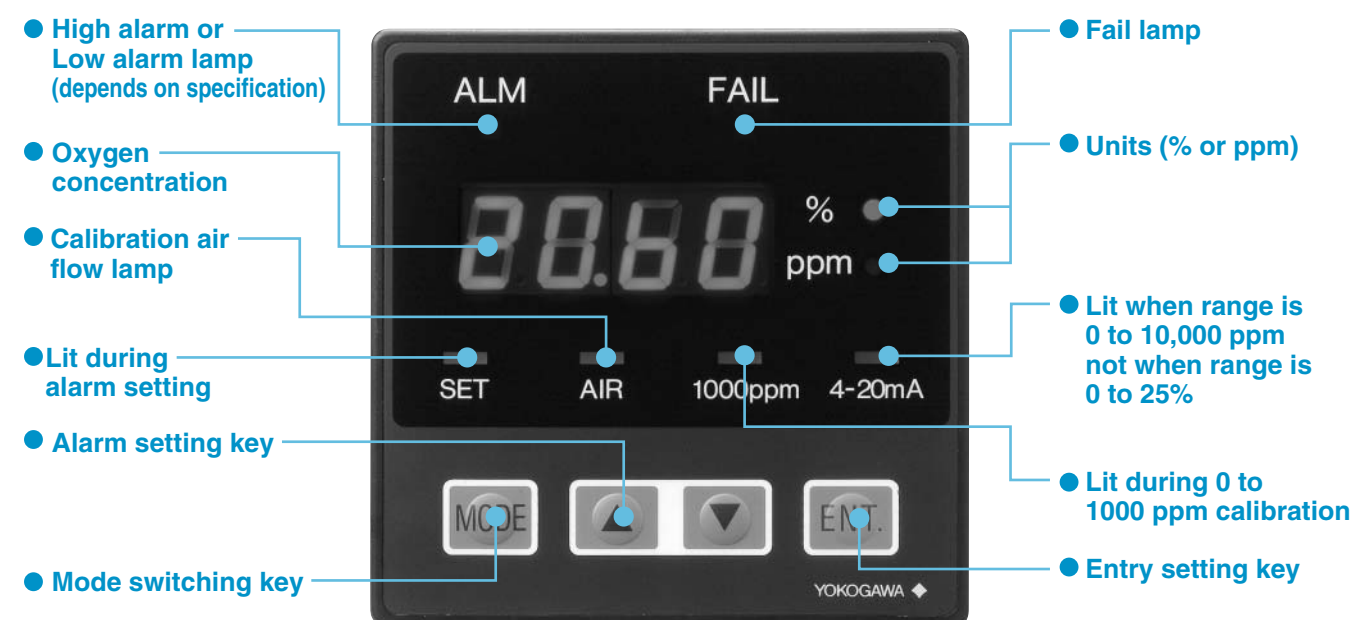 High alarm or
Low alarm lamp
(depends on specification)
Oxygen
concentration
Calibration air
flow lamp
Lit during
alarm setting
Alarm setting key
Mode switching key
ALM FAIL
20.60 %
ppm
SET AIR 1000ppm 4-20mA
MODE ENT.
YOKOGAWA
Fail lamp
Units (% or ppm)
Lit when range is
0 to 10,000 ppm
not when range is
0 to 25%
Lit during 0 to
1000 ppm calibration
Entry setting key